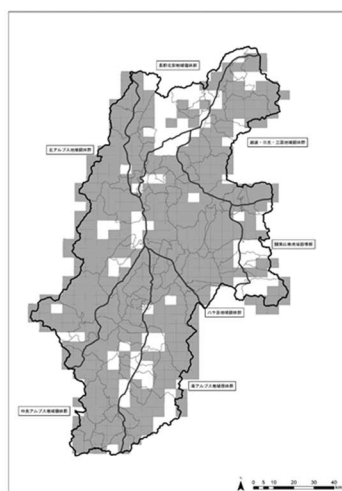 長野北部地域個体群
越後・日光・三国地域個体群
北アルプス地域個体群
関東山地地域個体群
八ケ岳地域個体群
南アルプス地域個体群
中央アルプス地域個体群
N
0 5 10 20 30 40
km